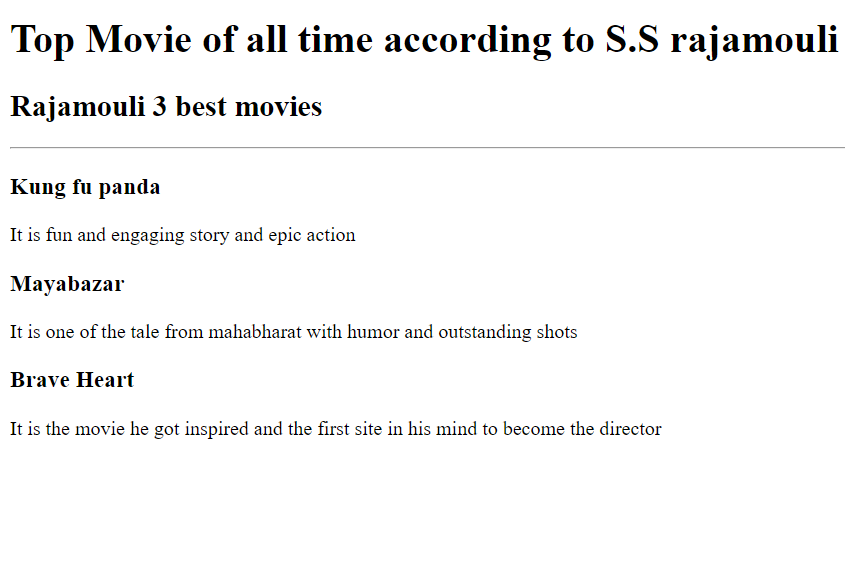 Top Movie of all time according to S.S rajamouli
Rajamouli 3 best movies
Kung fu panda
It is fun and engaging story and epic action
Mayabazar
It is one of the tale from mahabharat with humor and outstanding shots
Brave Heart
It is the movie he got inspired and the first site in his mind to become the director